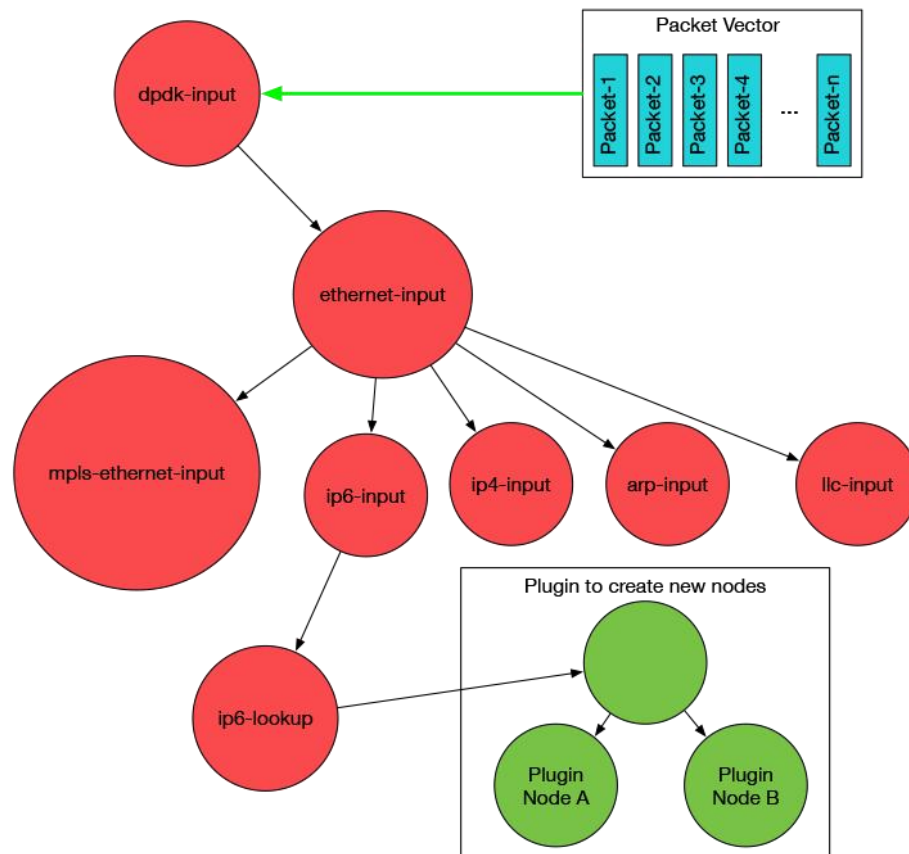 Packet Vector
dpdk-input
Packet-1
Packet-2
Packet-3
Packet-4
...
Packet-n
ethernet-input
mpls-ethernet-input
ip6-input
ip4-input
arp-input
llc-input
Plugin to create new nodes
ip6-lookup
Plugin
Node A
Plugin
Node B